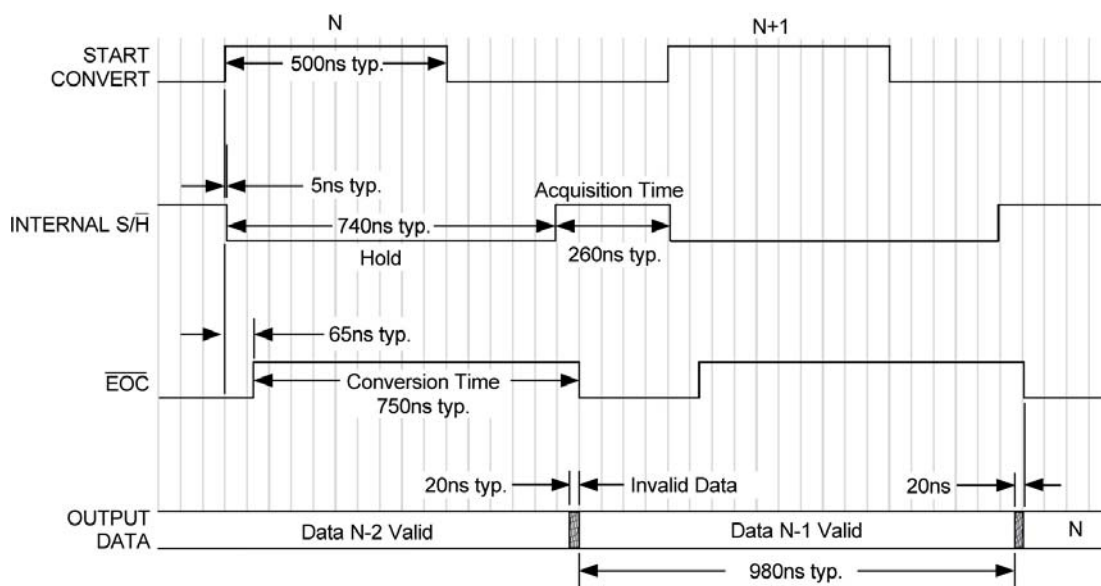 N
N+1
START
CONVERT
500ns typ.
5ns typ.
Acquisition Time
INTERNAL S/H̅
740ns typ.
Hold
260ns typ.
65ns typ.
E̅O̅C̅
Conversion Time
750ns typ.
20ns typ.
Invalid Data
20ns
OUTPUT
DATA
Data N-2 Valid
Data N-1 Valid
N
980ns typ.